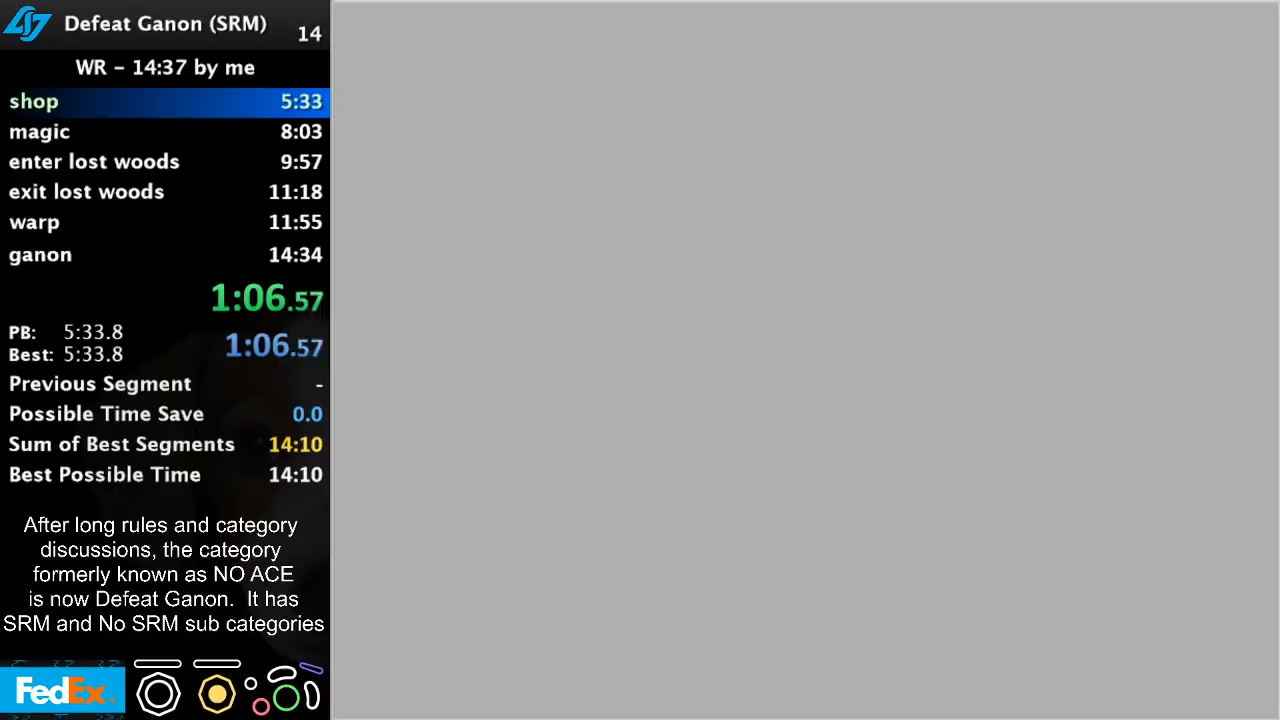 Defeat Ganon (SRM)
14
WR - 14:37 by me
shop 5:33
magic 8:03
enter lost woods 9:57
exit lost woods 11:18
warp 11:55
ganon 14:34
1:06.57
PB: 5:33.8
Best: 5:33.8
1:06.57
Previous Segment -
Possible Time Save 0.0
Sum of Best Segments 14:10
Best Possible Time 14:10
After long rules and category
discussions, the category
formerly known as NO ACE
is now Defeat Ganon. It has
SRM and No SRM sub categories
FedEx